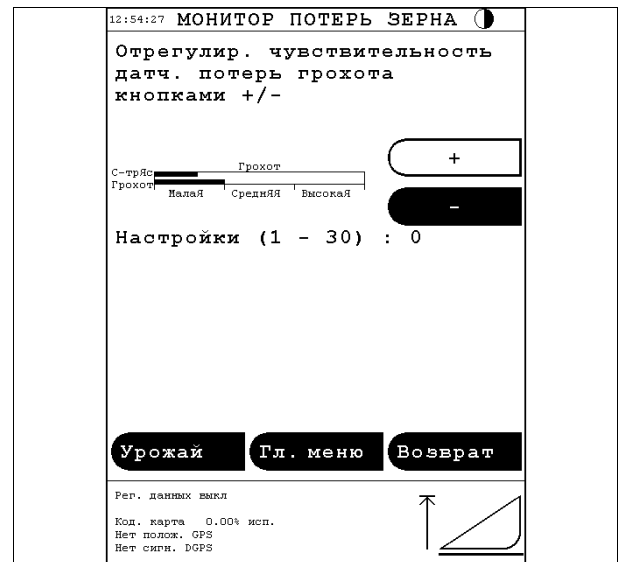 12:54:27 МОНИТОР ПОТЕРЬ ЗЕРНА
Отрегулир. чувствительность
датч. потерь грохота
кнопками +/-
+
Грохот
С-тряс
Грохот
Малая Средняя Высокая
-
Настройки (1 - 30) : 0
Урожай Гл. меню Возврат
Рег. данных выкл
Код. карта 0.00% исп.
Нет полож. GPS
Нет сигн. DGPS